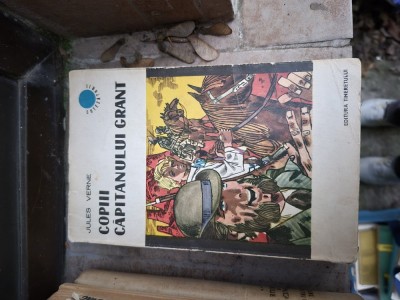 JULES VERNE
COPIII
CĂPITANULUI GRANT
EDITURA TINERETULUI